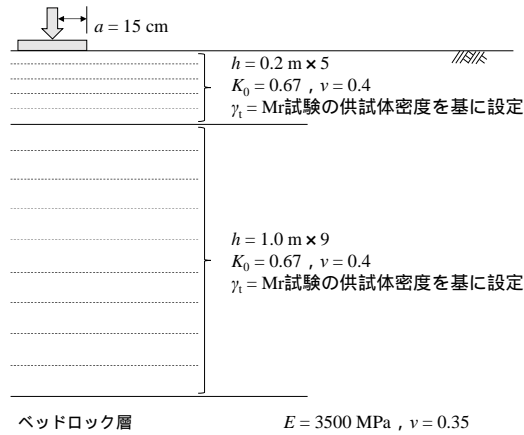 a = 15 cm
h = 0.2 m×5
K₀ = 0.67 , ν = 0.4
γₜ = Mr試験の供試体密度を基に設定
h = 1.0 m×9
K₀ = 0.67 , ν = 0.4
γₜ = Mr試験の供試体密度を基に設定
ベッドロック層 E = 3500 MPa , ν = 0.35